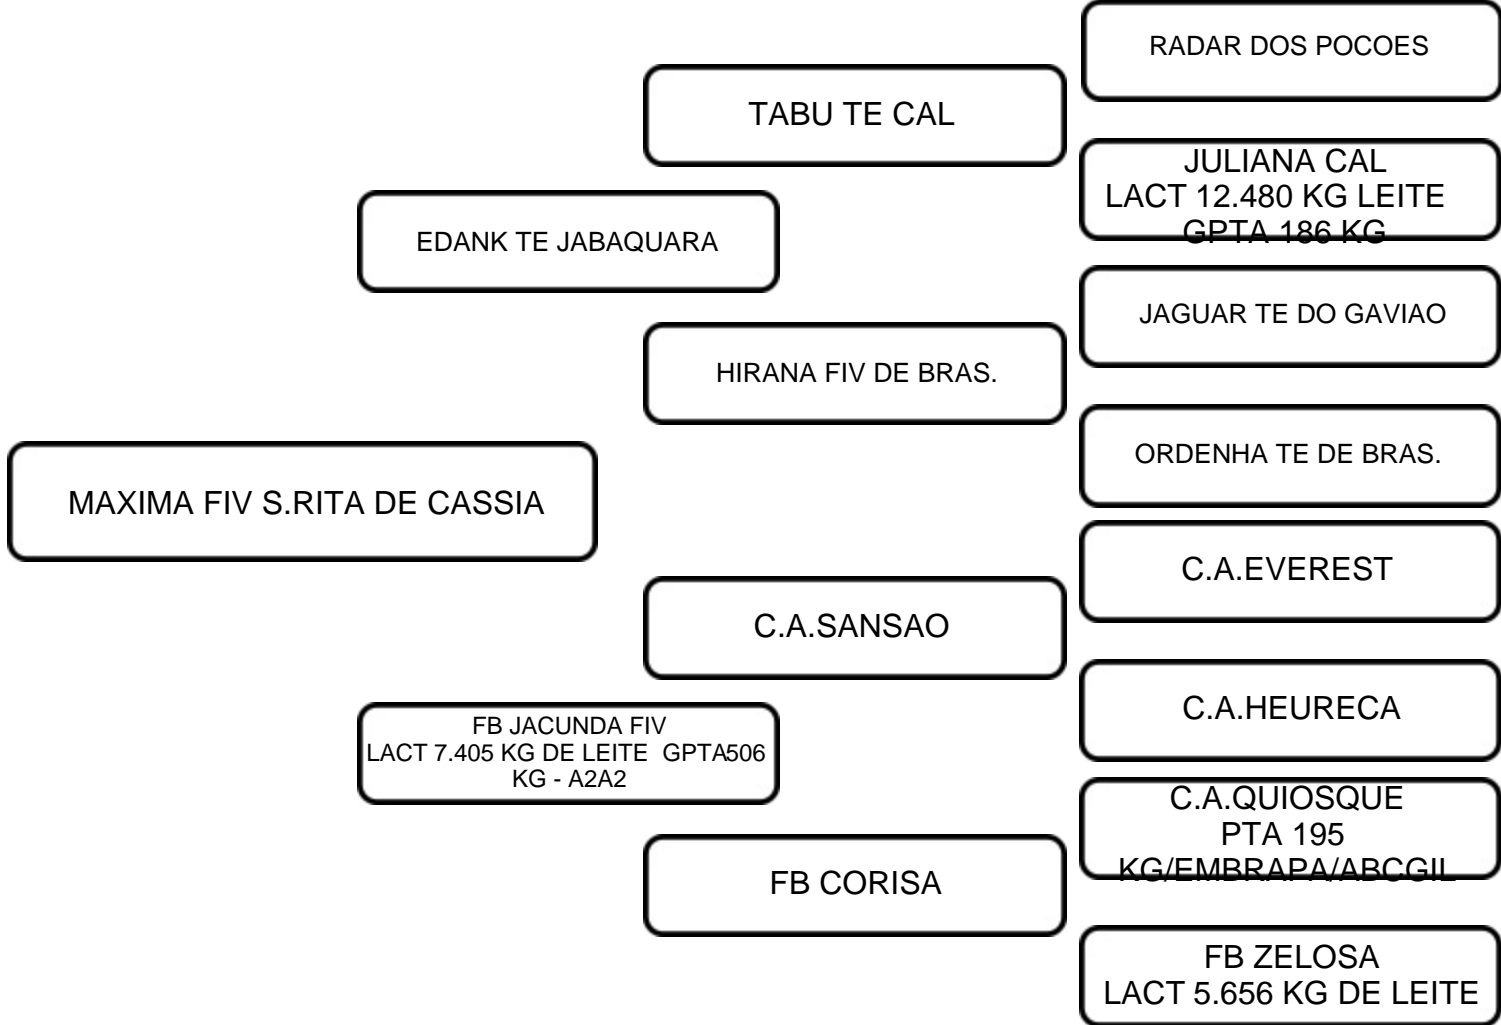 RADAR DOS POCOES
TABU TE CAL
JULIANA CAL
LACT 12.480 KG LEITE
GPTA 186 KG
EDANK TE JABAQUARA
JAGUAR TE DO GAVIAO
HIRANA FIV DE BRAS.
ORDENHA TE DE BRAS.
MAXIMA FIV S.RITA DE CASSIA
C.A.EVEREST
C.A.SANSAO
C.A.HEURECA
FB JACUNDA FIV
LACT 7.405 KG DE LEITE GPTA506
KG - A2A2
C.A.QUIOSQUE
PTA 195
KG/EMBRAPA/ABCGIL
FB CORISA
FB ZELOSA
LACT 5.656 KG DE LEITE